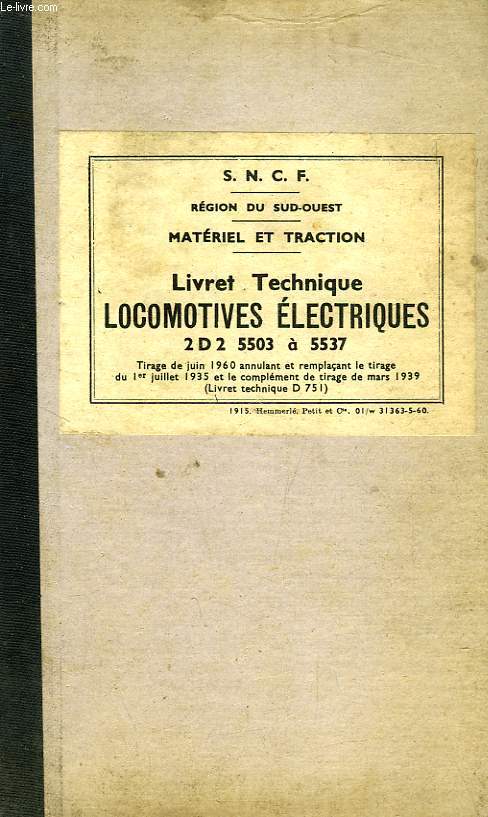 Le-livre.com
S. N. C. F.
RÉGION DU SUD-OUEST
MATÉRIEL ET TRACTION
Livret Technique
LOCOMOTIVES ÉLECTRIQUES
2 D 2 5503 à 5537
Tirage de juin 1960 annulant et remplaçant le tirage
du 1er juillet 1935 et le complément de tirage de mars 1939
(Livret technique D 751)
1915. Hemmerlé, Petit et Cie. 01/w 31363-5-60.